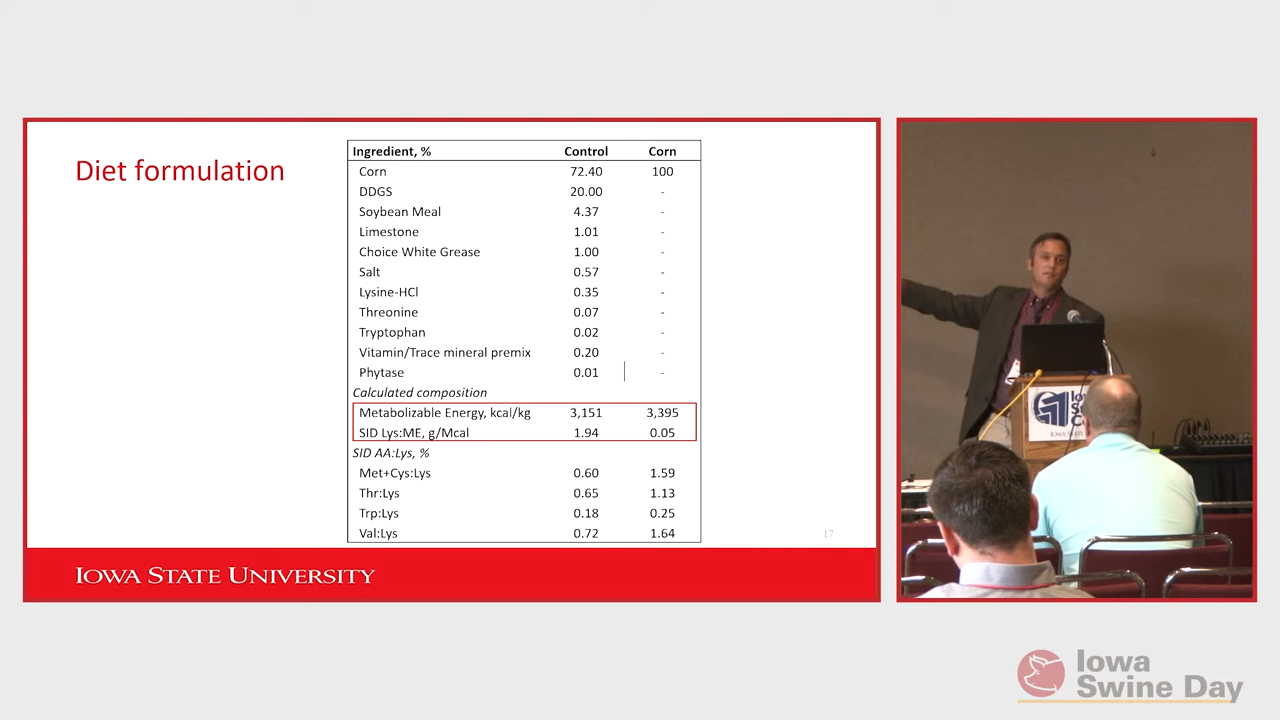 Diet formulation
Ingredient, % Control Corn
Corn 72.40 100
DDGS 20.00 -
Soybean Meal 4.37 -
Limestone 1.01 -
Choice White Grease 1.00 -
Salt 0.57 -
Lysine-HCl 0.35 -
Threonine 0.07 -
Tryptophan 0.02 -
Vitamin/Trace mineral premix 0.20 -
Phytase 0.01 -
Calculated composition
Metabolizable Energy, kcal/kg 3,151 3,395
SID Lys:ME, g/Mcal 1.94 0.05
SID AA:Lys, %
Met+Cys:Lys 0.60 1.59
Thr:Lys 0.65 1.13
Trp:Lys 0.18 0.25
Val:Lys 0.72 1.64
17
IOWA STATE UNIVERSITY
Iowa
Swine Day